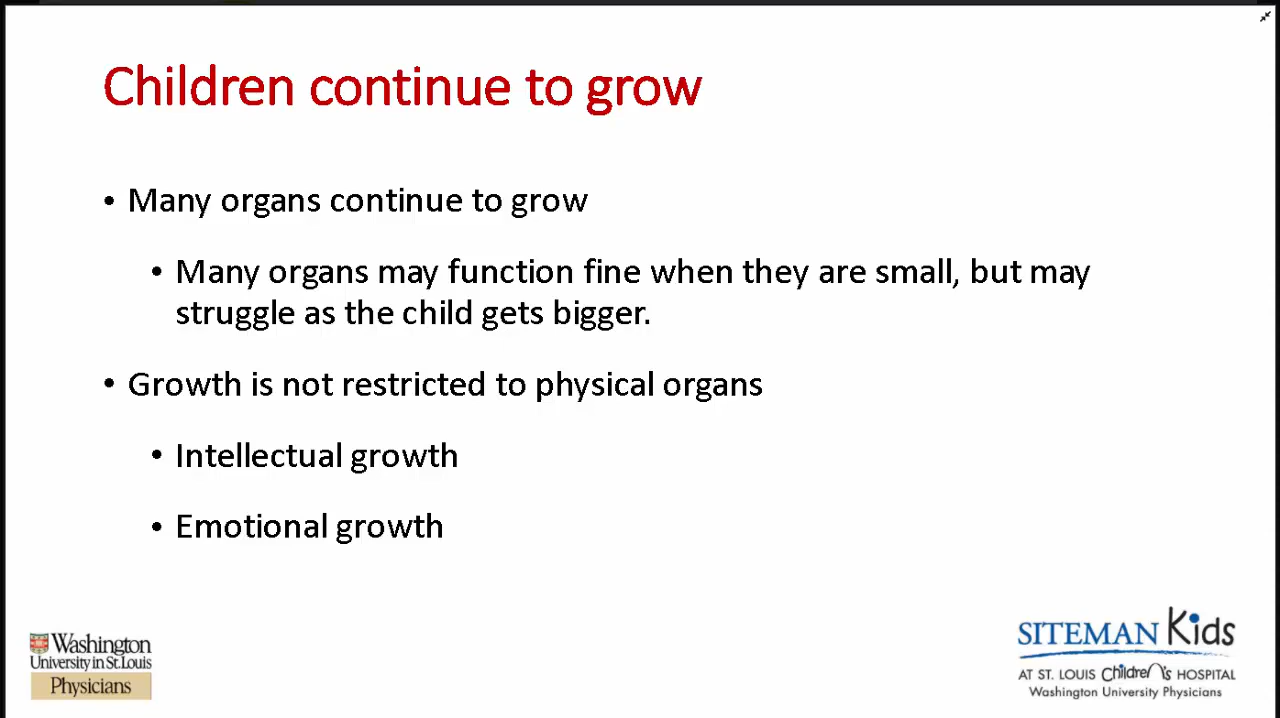 Children continue to grow
• Many organs continue to grow
• Many organs may function fine when they are small, but may
struggle as the child gets bigger.
• Growth is not restricted to physical organs
• Intellectual growth
• Emotional growth
Washington
University in St. Louis
Physicians
SITEMAN Kids
AT ST. LOUIS Children's HOSPITAL
Washington University Physicians